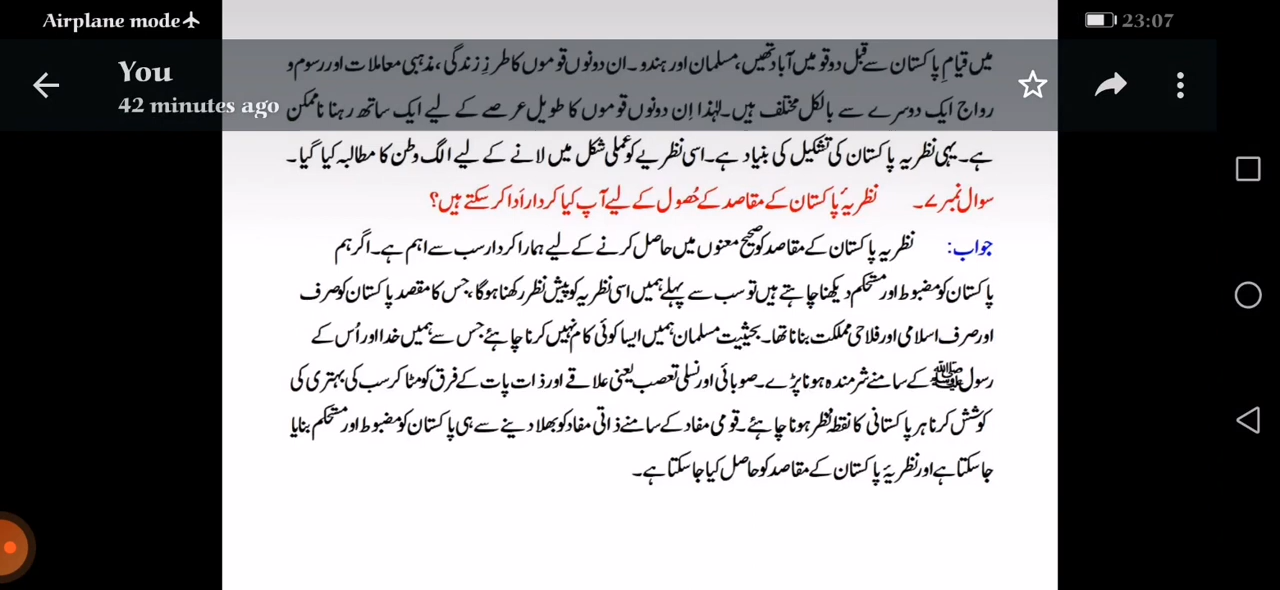 Airplane mode
23:07
You
42 minutes ago
میں قیامِ پاکستان سے قبل دو قومیں آباد تھیں، مسلمان اور ہندو۔ ان دونوں قوموں کا طرزِ زندگی، مذہبی معاملات اور رسوم و
رواج ایک دوسرے سے بالکل مختلف ہیں۔ لہٰذا اِن دونوں قوموں کا طویل عرصے کے لیے ایک ساتھ رہنا ناممکن
ہے۔ یہی نظریہ پاکستان کی تشکیل کی بنیاد ہے۔ اسی نظریے کو عملی شکل میں لانے کے لیے الگ وطن کا مطالبہ کیا گیا۔
سوال نمبر ۷۔ نظریۂ پاکستان کے مقاصد کے حُصول کے لیے آپ کیا کردار اَدا کر سکتے ہیں؟
جواب: نظریہ پاکستان کے مقاصد کو صحیح معنوں میں حاصل کرنے کے لیے ہمارا کردار سب سے اہم ہے۔ اگر ہم
پاکستان کو مضبوط اور مستحکم دیکھنا چاہتے ہیں تو سب سے پہلے ہمیں اسی نظریہ کو پیش نظر رکھنا ہوگا، جس کا مقصد پاکستان کو صرف
اور صرف اسلامی اور فلاحی مملکت بنانا تھا۔ بحیثیت مسلمان ہمیں ایسا کوئی کام نہیں کرنا چاہئے جس سے ہمیں خدا اور اُس کے
رسول ﷺ کے سامنے شرمندہ ہونا پڑے۔ صوبائی اور نسلی تعصب یعنی علاقے اور ذات پات کے فرق کو مٹا کر سب کی بہتری کی
کوشش کرنا ہر پاکستانی کا نقطۂ نظر ہونا چاہئے۔ قومی مفاد کے سامنے ذاتی مفاد کو بھلا دینے سے ہی پاکستان کو مضبوط اور مستحکم بنایا
جاسکتا ہے اور نظریۂ پاکستان کے مقاصد کو حاصل کیا جاسکتا ہے۔